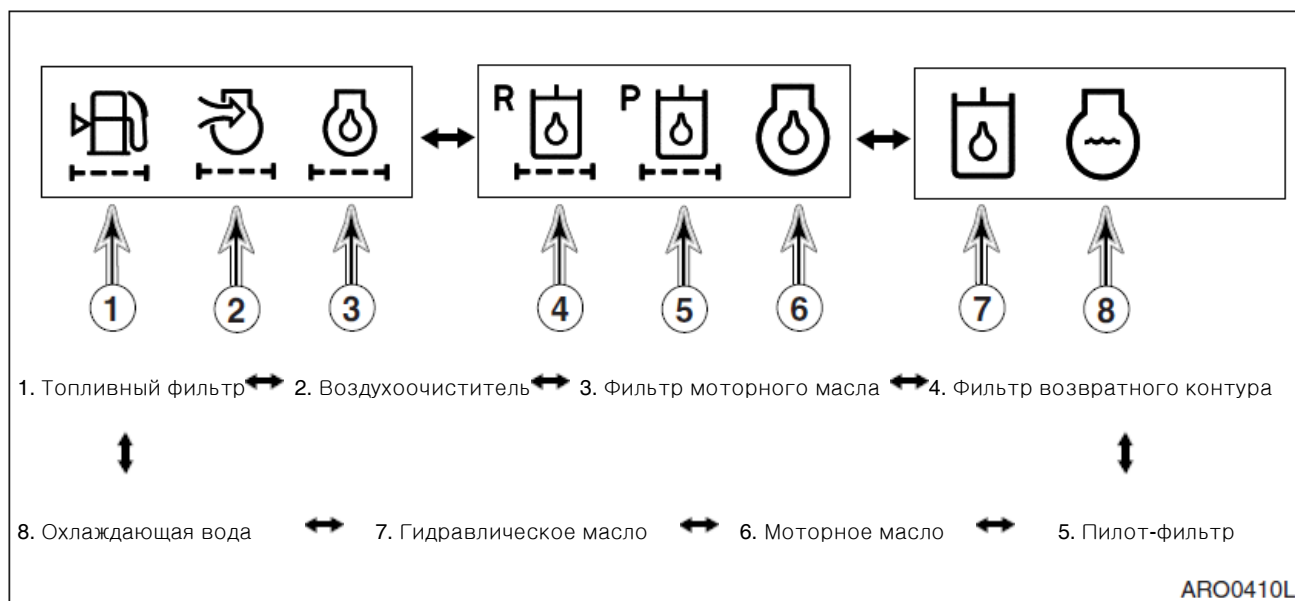 R P
1 2 3 4 5 6 7 8
1. Топливный фильтр 2. Воздухоочиститель 3. Фильтр моторного масла 4. Фильтр возвратного контура
8. Охлаждающая вода 7. Гидравлическое масло 6. Моторное масло 5. Пилот-фильтр
ARO0410L